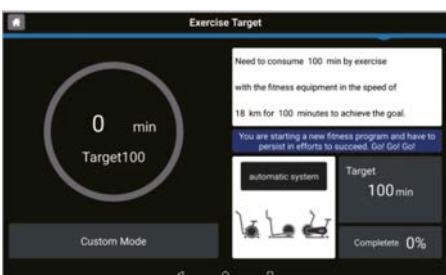 Exercise Target
0 min
Target100
Custom Mode
Need to consume 100 min by exercise
with the fitness equipment in the speed of
18 km for 100 minutes to achieve the goal.
You are starting a new fitness program and have to
persist in efforts to succeed. Go! Go! Go!
automatic system
Target
100 min
Completete 0%